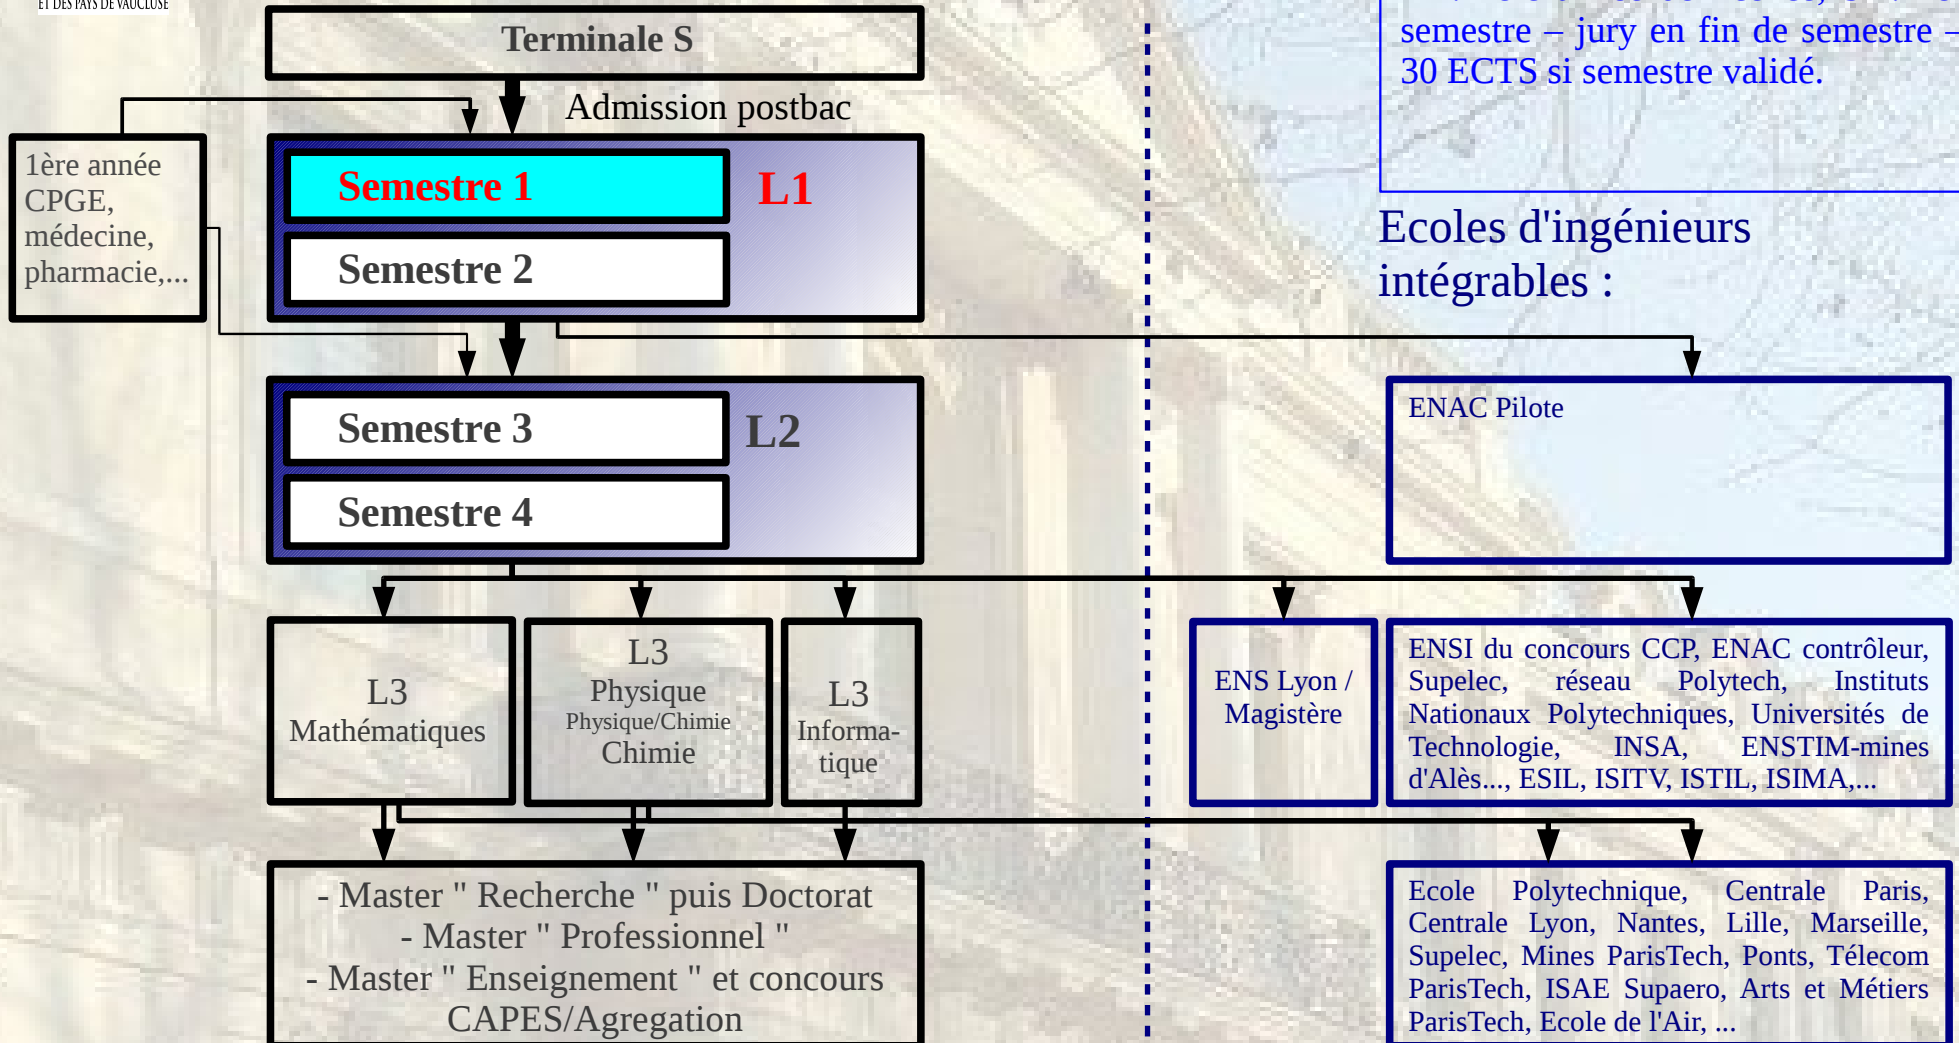 ET DES PAYS DE VAUCLUSE
Terminale S
semestre – jury en fin de semestre –
30 ECTS si semestre validé.
Admission postbac
1ère année
CPGE,
médecine,
pharmacie,...
Semestre 1
L1
Semestre 2
Ecoles d'ingénieurs
intégrables :
Semestre 3
L2
Semestre 4
ENAC Pilote
L3
Mathématiques
L3
Physique
Physique/Chimie
Chimie
L3
Informa-
tique
ENS Lyon /
Magistère
ENSI du concours CCP, ENAC contrôleur,
Supelec, réseau Polytech, Instituts
Nationaux Polytechniques, Universités de
Technologie, INSA, ENSTIM-mines
d'Alès..., ESIL, ISITV, ISTIL, ISIMA,...
- Master " Recherche " puis Doctorat
- Master " Professionnel "
- Master " Enseignement " et concours
CAPES/Agregation
Ecole Polytechnique, Centrale Paris,
Centrale Lyon, Nantes, Lille, Marseille,
Supelec, Mines ParisTech, Ponts, Télecom
ParisTech, ISAE Supaero, Arts et Métiers
ParisTech, Ecole de l'Air, ...